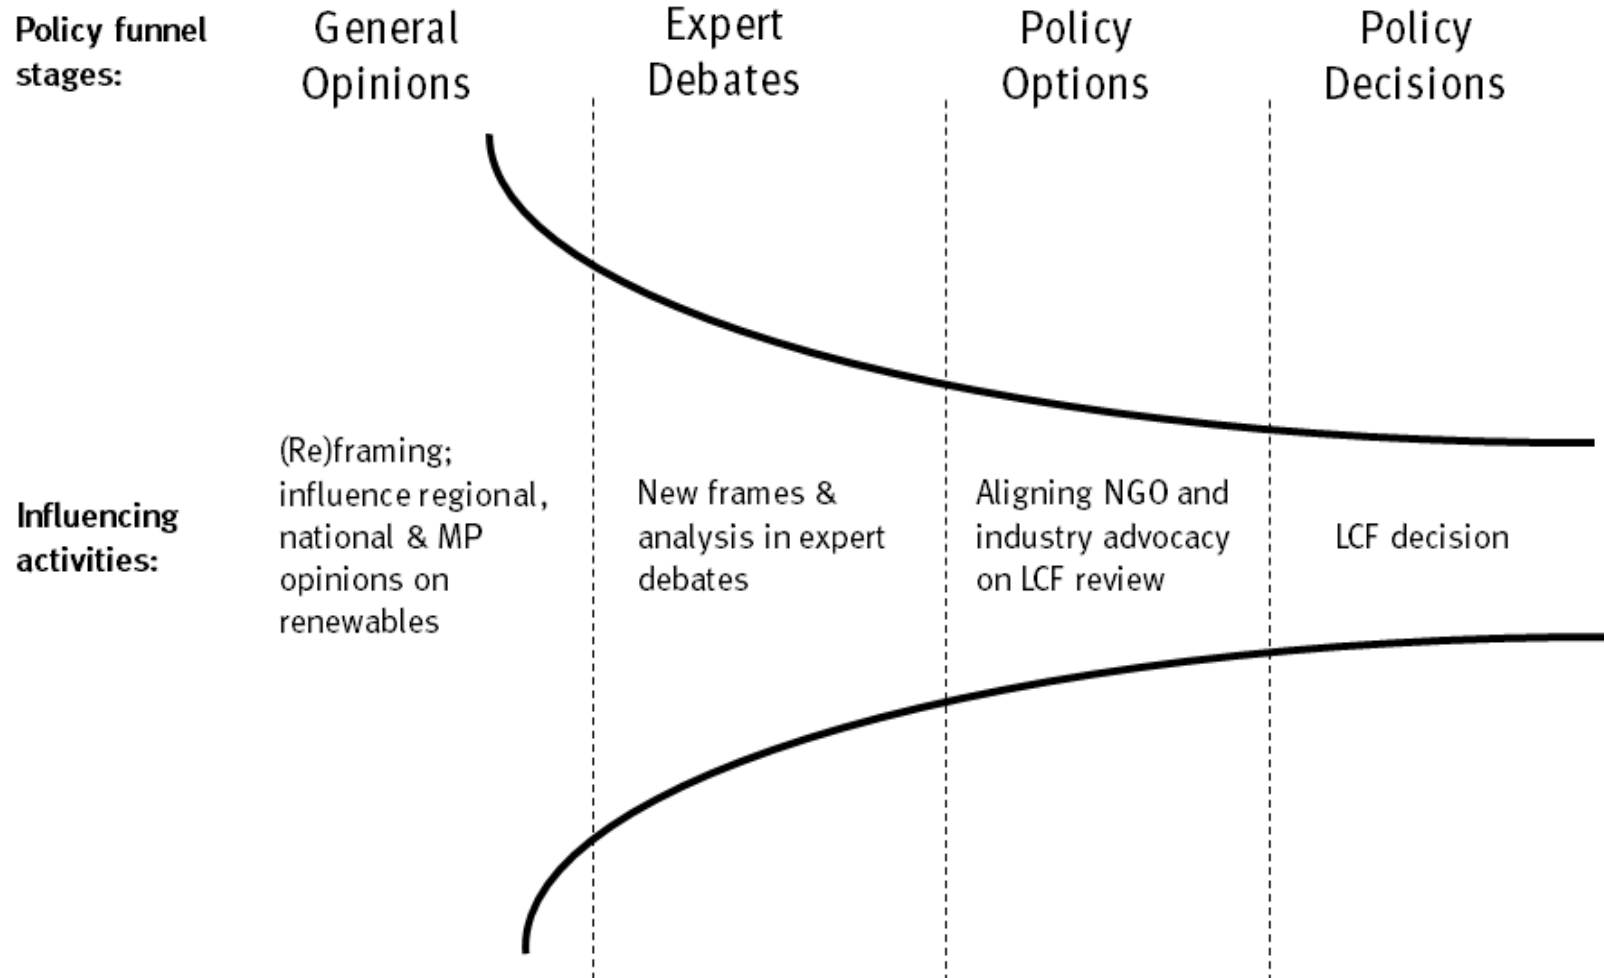 Policy funnel
stages:
General
Opinions
Expert
Debates
Policy
Options
Policy
Decisions
Influencing
activities:
(Re)framing;
influence regional,
national & MP
opinions on
renewables
New frames &
analysis in expert
debates
Aligning NGO and
industry advocacy
on LCF review
LCF decision